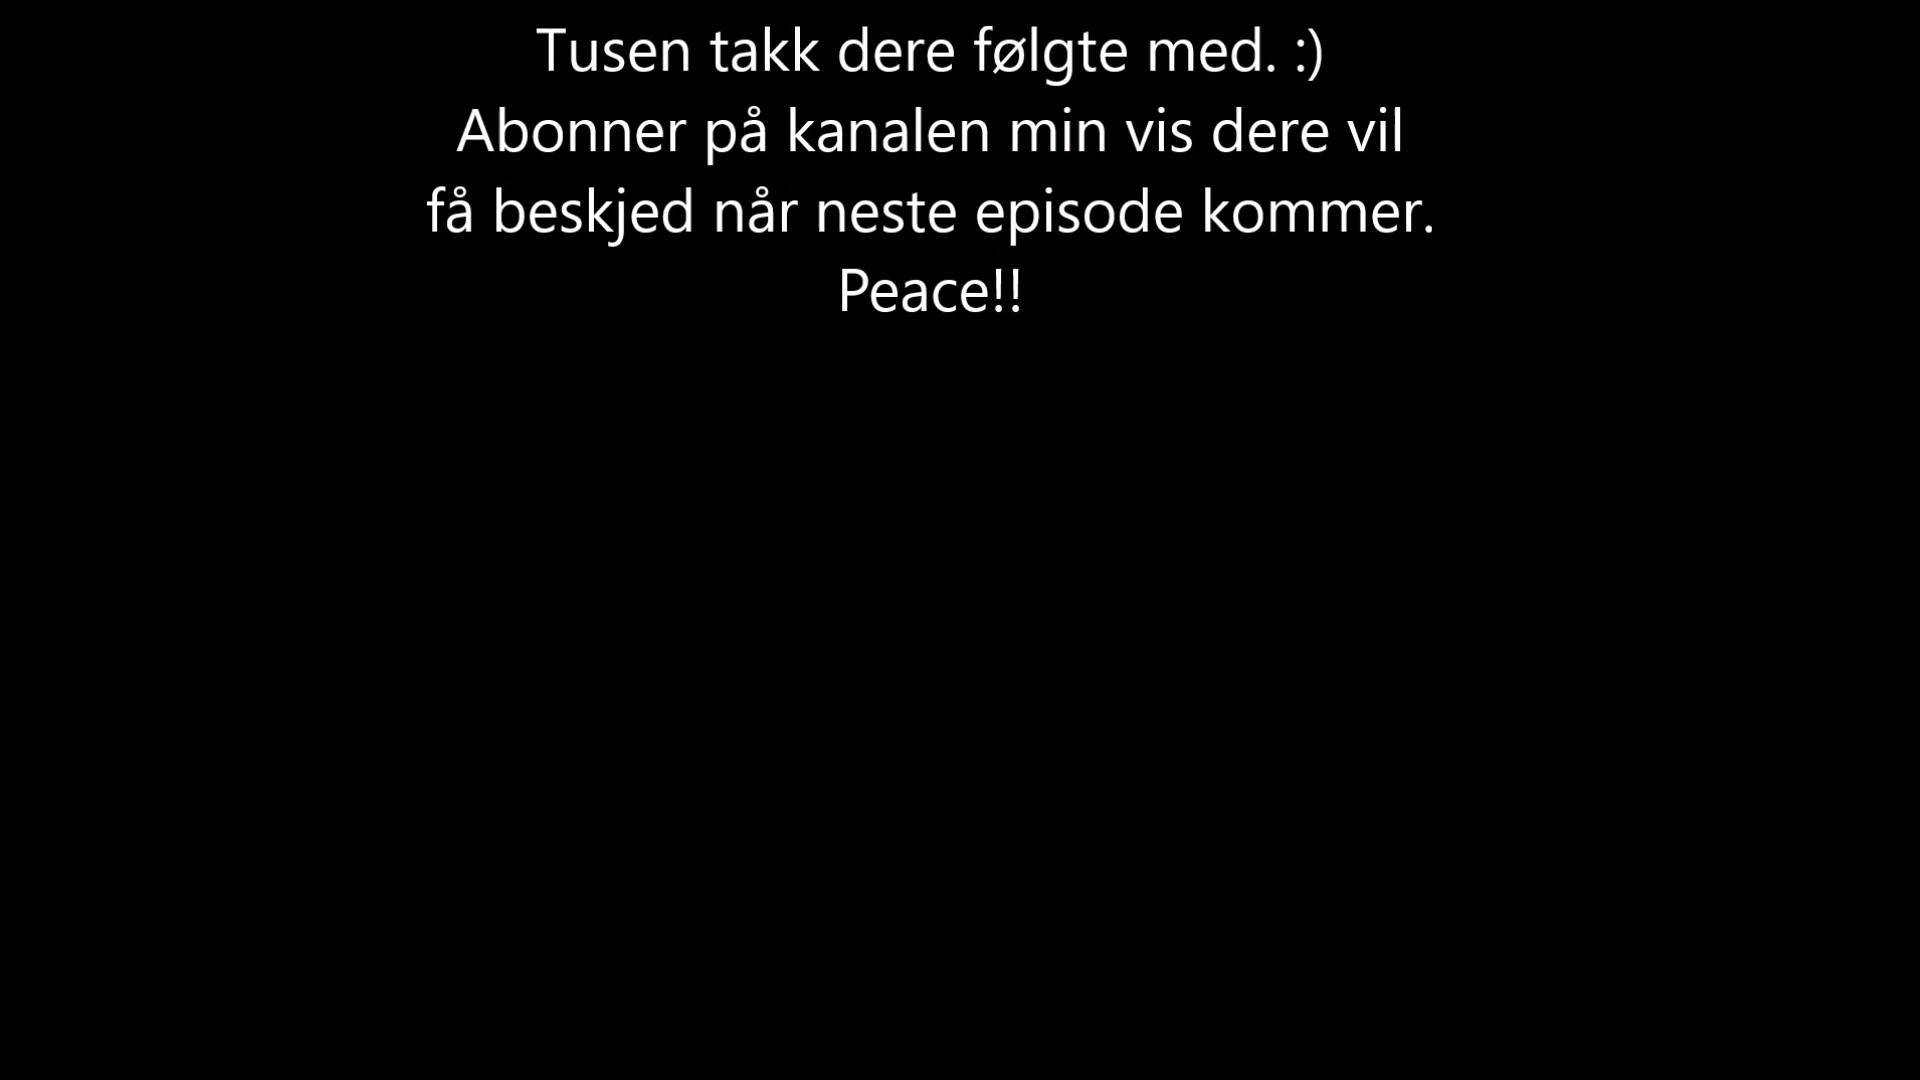 Tusen takk dere følgte med. :)
Abonner på kanalen min vis dere vil
få beskjed når neste episode kommer.
Peace!!